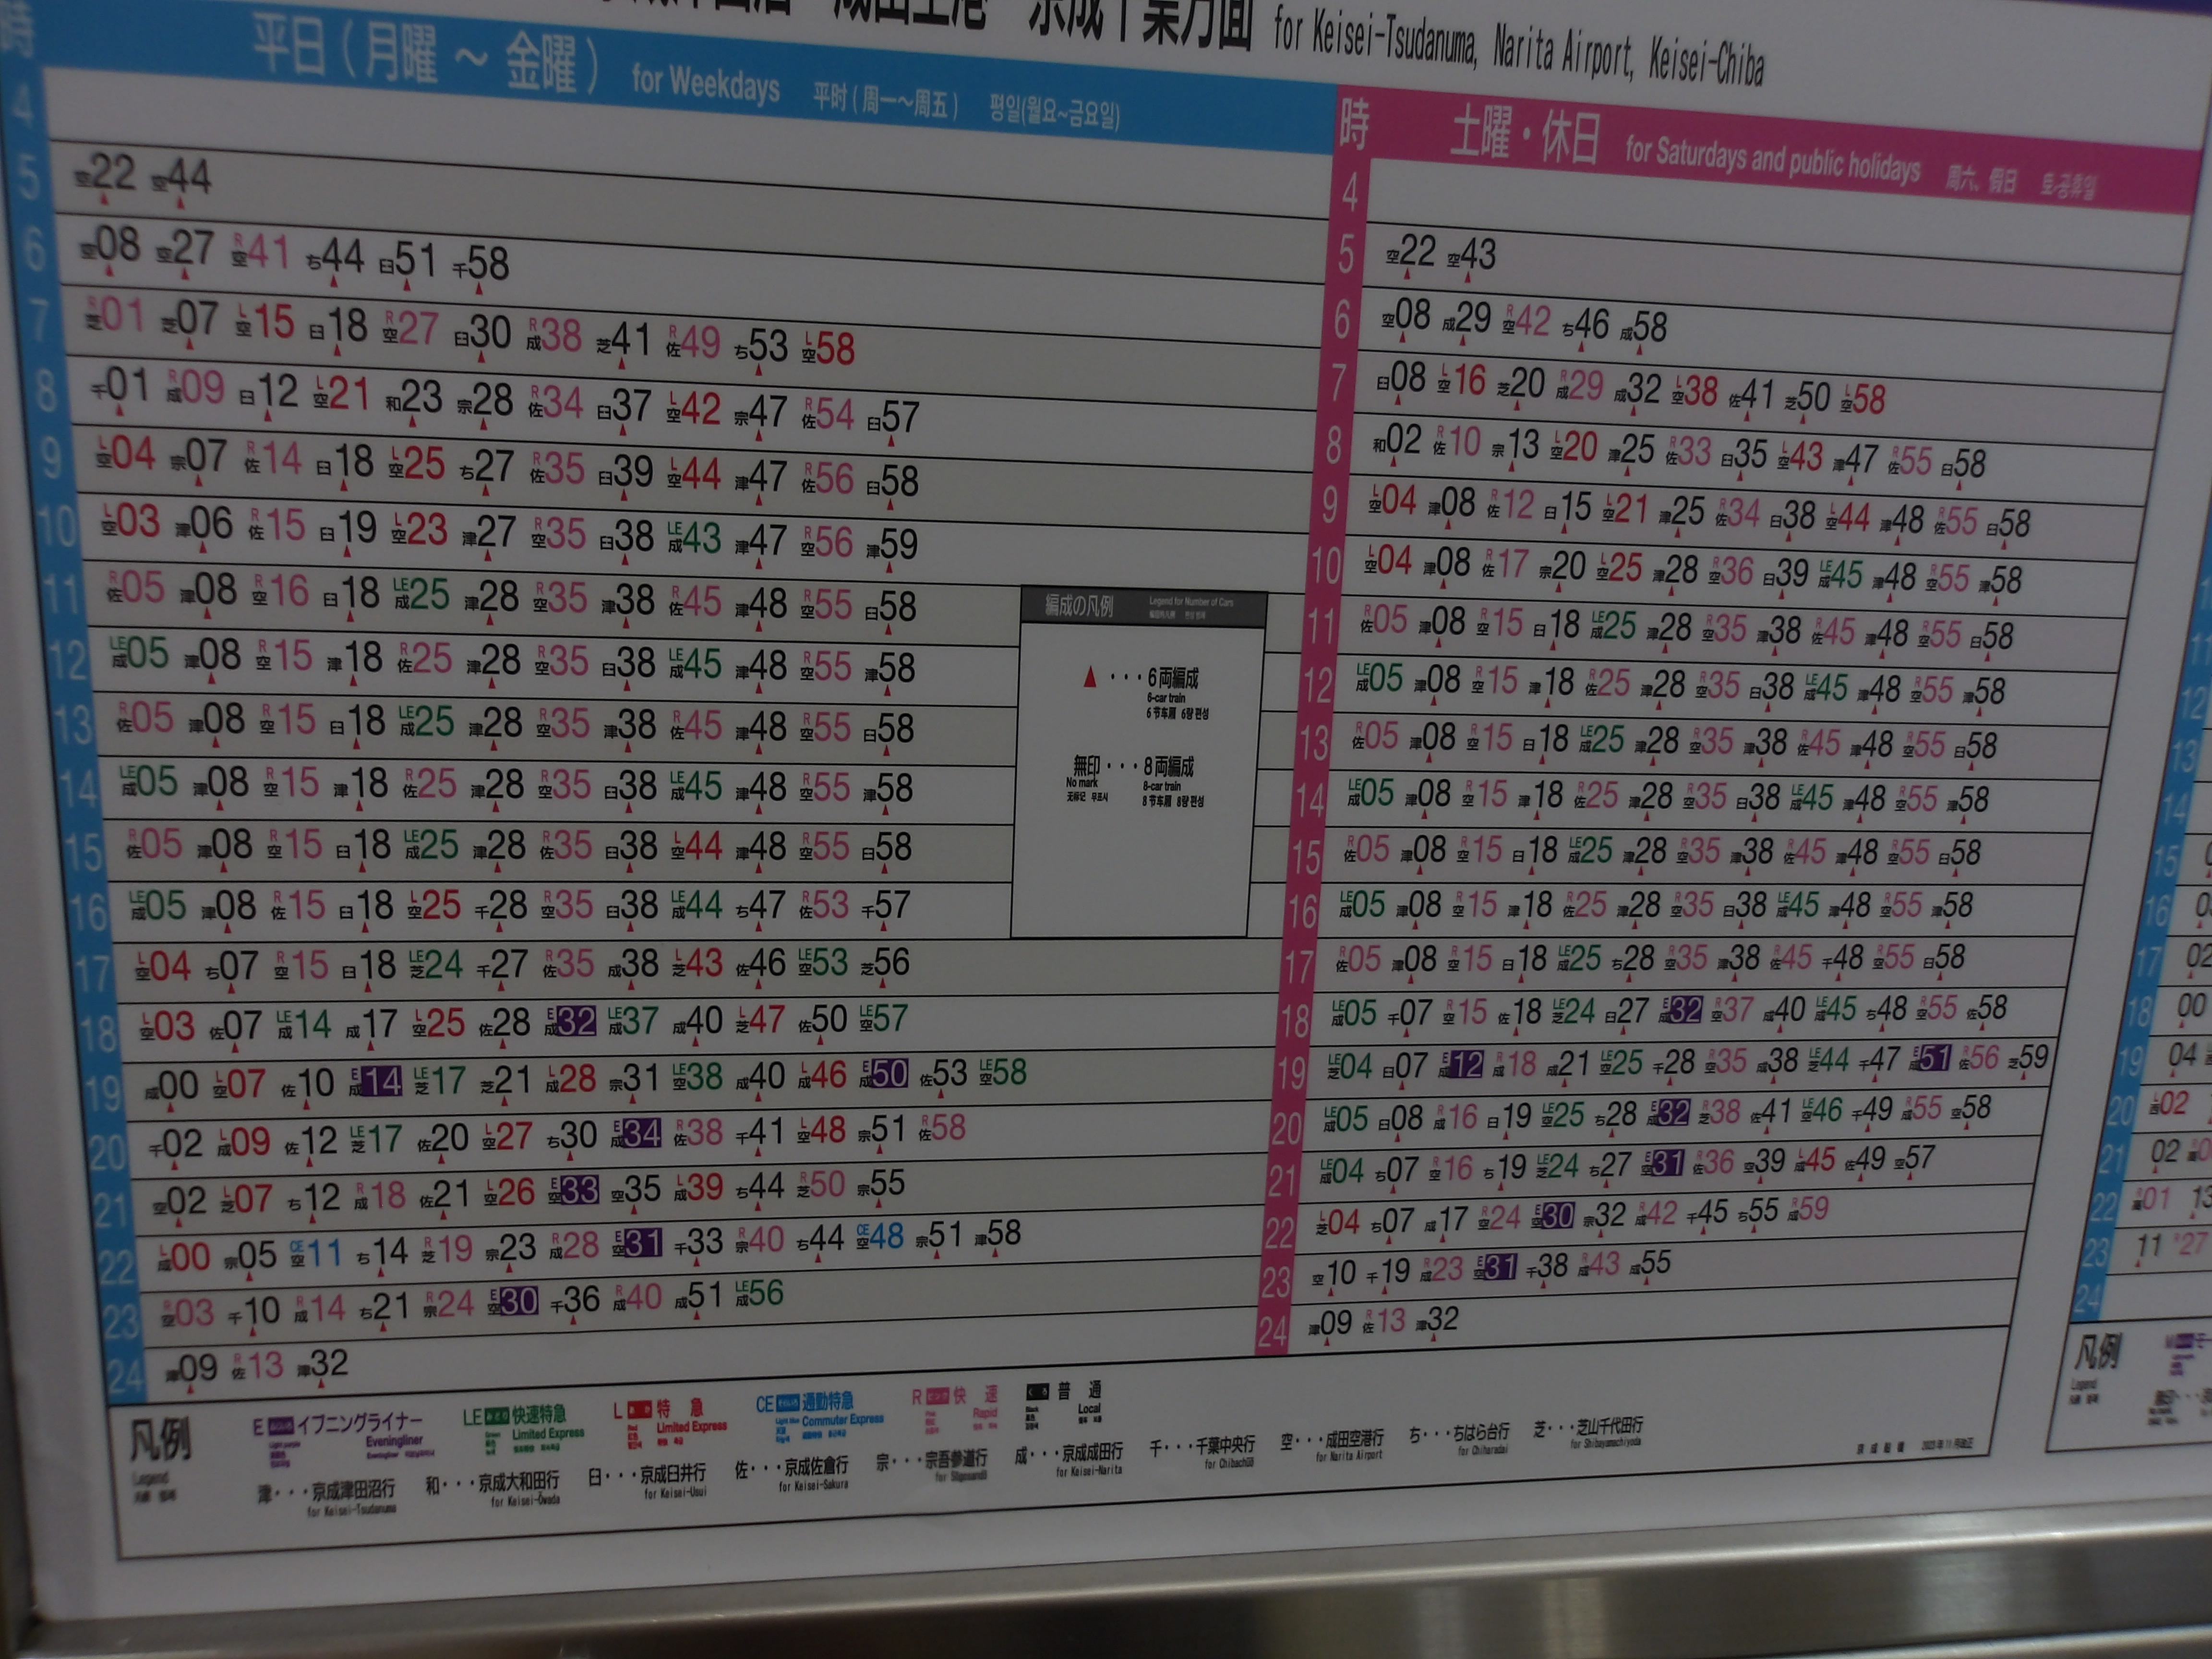 成田空港 京成千葉方面 for Keisei-Tsudanuma, Narita Airport, Keisei-Chiba
時 平日(月曜 ～ 金曜) for Weekdays 平时(周一～周五) 평일(월요~금요일)
4
5 空22 空44
6 空08 空27 R空41 ち44 臼51 千58
7 R芝01 芝07 L空15 臼18 R空27 臼30 R成38 芝41 R佐49 ち53 L空58
8 千01 R成09 臼12 L空21 和23 宗28 R佐34 臼37 L空42 宗47 R佐54 臼57
9 L空04 宗07 R佐14 臼18 L空25 ち27 R佐35 臼39 L空44 津47 R佐56 臼58
10 L空03 津06 R佐15 臼19 L空23 津27 R空35 臼38 LE成43 津47 R空56 津59
11 R佐05 津08 R空16 臼18 LE成25 津28 R空35 津38 R佐45 津48 R空55 臼58
12 LE成05 津08 R空15 津18 R佐25 津28 R空35 臼38 LE成45 津48 R空55 津58
13 R佐05 津08 R空15 臼18 LE成25 津28 R空35 津38 R佐45 津48 R空55 臼58
14 LE成05 津08 R空15 津18 R佐25 津28 R空35 臼38 LE成45 津48 R空55 津58
15 R佐05 津08 R空15 臼18 LE成25 津28 R佐35 臼38 L空44 津48 R空55 臼58
16 LE成05 津08 R佐15 臼18 L空25 千28 R空35 臼38 LE成44 ち47 R佐53 千57
17 L空04 ち07 R空15 臼18 LE芝24 千27 R佐35 成38 L芝43 佐46 LE空53 芝56
18 L空03 佐07 LE成14 成17 L空25 佐28 E成32 LE成37 成40 L芝47 佐50 LE空57
19 成00 L空07 佐10 E成14 LE芝17 芝21 L成28 宗31 LE空38 成40 L成46 E成50 佐53 LE空58
20 千02 L成09 佐12 LE芝17 佐20 L空27 ち30 E成34 R佐38 千41 L空48 宗51 R佐58
21 空02 L芝07 ち12 R成18 佐21 L空26 E空33 空35 L成39 ち44 R芝50 宗55
22 L成00 宗05 CE空11 ち14 R芝19 宗23 R成28 E空31 千33 R宗40 ち44 CE空48 宗51 津58
23 R空03 千10 R成14 ち21 R宗24 E空30 千36 R成40 成51 LE成56
24 津09 R佐13 津32
編成の凡例 Legend for Number of Cars
▲ ・・・6両編成
6-car train
6 节车厢 6량 편성
無印・・・8両編成
No mark 8-car train
无标记 무표시 8 节车厢 8량 편성
時 土曜・休日 for Saturdays and public holidays 周六、假日 토·공휴일
4
5 空22 空43
6 空08 成29 R空42 ち46 成58
7 臼08 L空16 芝20 R成29 成32 L空38 佐41 芝50 L空58
8 和02 R佐10 宗13 L空20 津25 R佐33 臼35 L空43 津47 R佐55 臼58
9 L空04 津08 R佐12 臼15 L空21 津25 R佐34 臼38 L空44 津48 R佐55 臼58
10 L空04 津08 R佐17 宗20 L空25 津28 R空36 臼39 LE成45 津48 R空55 津58
11 R佐05 津08 R空15 臼18 LE成25 津28 R空35 津38 R佐45 津48 R空55 臼58
12 LE成05 津08 R空15 津18 R佐25 津28 R空35 臼38 LE成45 津48 R空55 津58
13 R佐05 津08 R空15 臼18 LE成25 津28 R空35 津38 R佐45 津48 R空55 臼58
14 LE成05 津08 R空15 津18 R佐25 津28 R空35 臼38 LE成45 津48 R空55 津58
15 R佐05 津08 R空15 臼18 LE成25 津28 R空35 津38 R佐45 津48 R空55 臼58
16 LE成05 津08 R空15 津18 R佐25 津28 R空35 臼38 LE成45 津48 R空55 津58
17 R佐05 津08 R空15 臼18 LE成25 ち28 R空35 津38 R佐45 千48 R空55 臼58
18 LE成05 千07 R空15 佐18 LE芝24 臼27 E成32 R空37 成40 LE成45 ち48 R空55 佐58
19 LE芝04 臼07 E成12 R成18 成21 LE空25 千28 R空35 成38 LE芝44 千47 E成51 R佐56 芝59
20 LE成05 臼08 R成16 臼19 LE空25 ち28 E成32 R芝38 佐41 LE空46 千49 R成55 空58
21 LE成04 ち07 R空16 ち19 LE芝24 ち27 E空31 R佐36 空39 L成45 佐49 空57
22 L芝04 ち07 成17 R空24 E空30 宗32 R成42 千45 ち55 R成59
23 空10 千19 R成23 E空31 千38 R成43 成55
24 津09 R佐13 津32
凡例 Legend
E イブニングライナー Eveningliner
LE 快速特急 Limited Express
L 特急 Limited Express
CE 通勤特急 Commuter Express
R 快速 Rapid
普通 Local
津・・・京成津田沼行 for Keisei-Tsudanuma
和・・・京成大和田行 for Keisei-Ōwada
臼・・・京成臼井行 for Keisei-Usui
佐・・・京成佐倉行 for Keisei-Sakura
宗・・・宗吾参道行
成・・・京成成田行 for Keisei-Narita
千・・・千葉中央行
空・・・成田空港行 for Narita Airport
ち・・・ちはら台行 for Chiharadai
芝・・・芝山千代田行 for Shibayamachiyoda
11
12
13
14
15
16
17 02
18 00
19 04
20 02
21 02
22 01 13
23 11 27
24
凡例 Legend